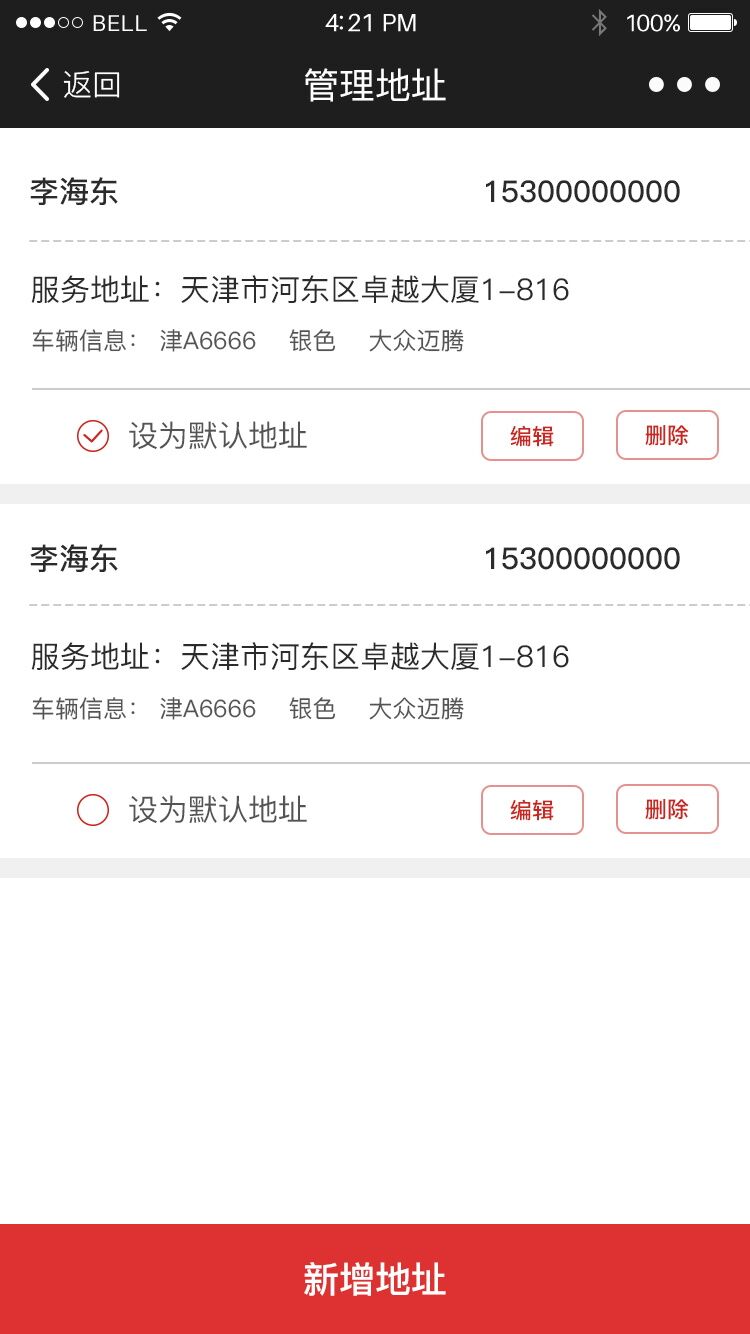 BELL 4:21 PM 100%
返回 管理地址
李海东 15300000000
服务地址：天津市河东区卓越大厦1-816
车辆信息： 津A6666 银色 大众迈腾
设为默认地址 编辑 删除
李海东 15300000000
服务地址：天津市河东区卓越大厦1-816
车辆信息： 津A6666 银色 大众迈腾
设为默认地址 编辑 删除
新增地址